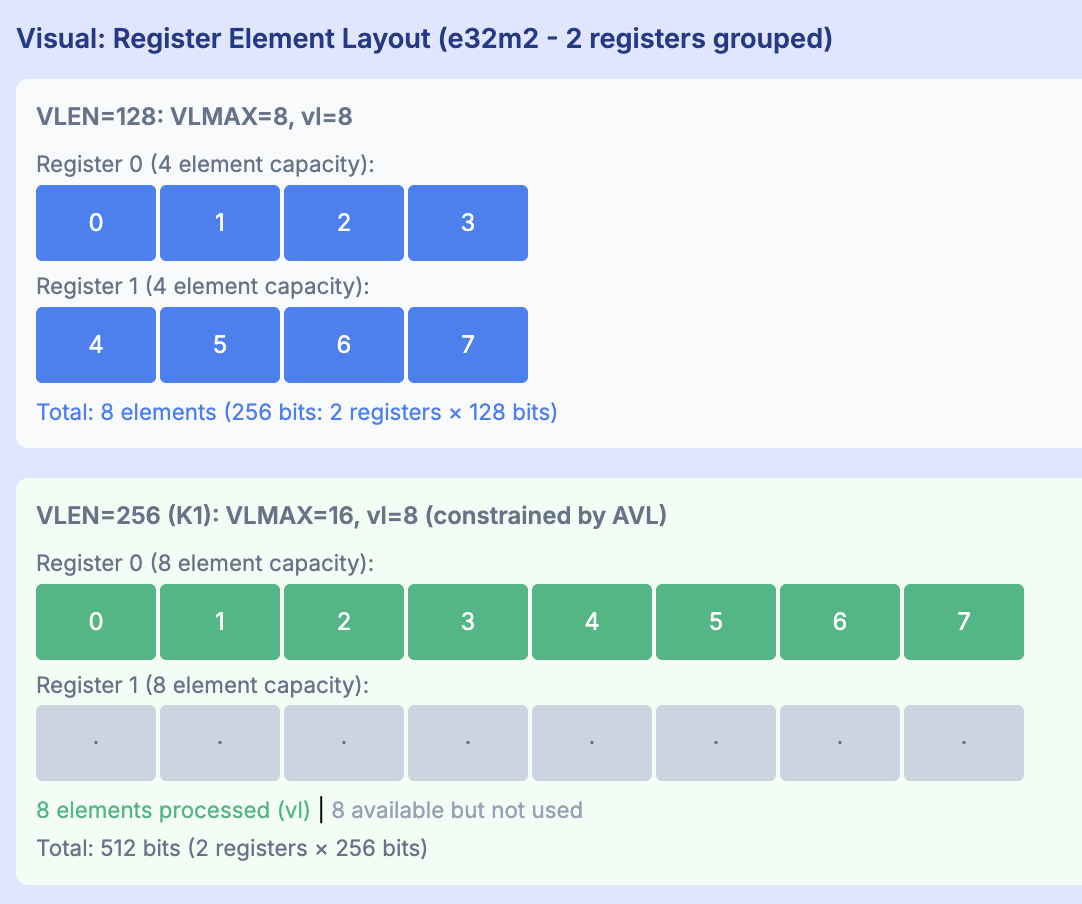 Visual: Register Element Layout (e32m2 - 2 registers grouped)
VLEN=128: VLMAX=8, vl=8
Register 0 (4 element capacity):
0 1 2 3
Register 1 (4 element capacity):
4 5 6 7
Total: 8 elements (256 bits: 2 registers × 128 bits)
VLEN=256 (K1): VLMAX=16, vl=8 (constrained by AVL)
Register 0 (8 element capacity):
0 1 2 3 4 5 6 7
Register 1 (8 element capacity):
· · · · · · · ·
8 elements processed (vl) | 8 available but not used
Total: 512 bits (2 registers × 256 bits)